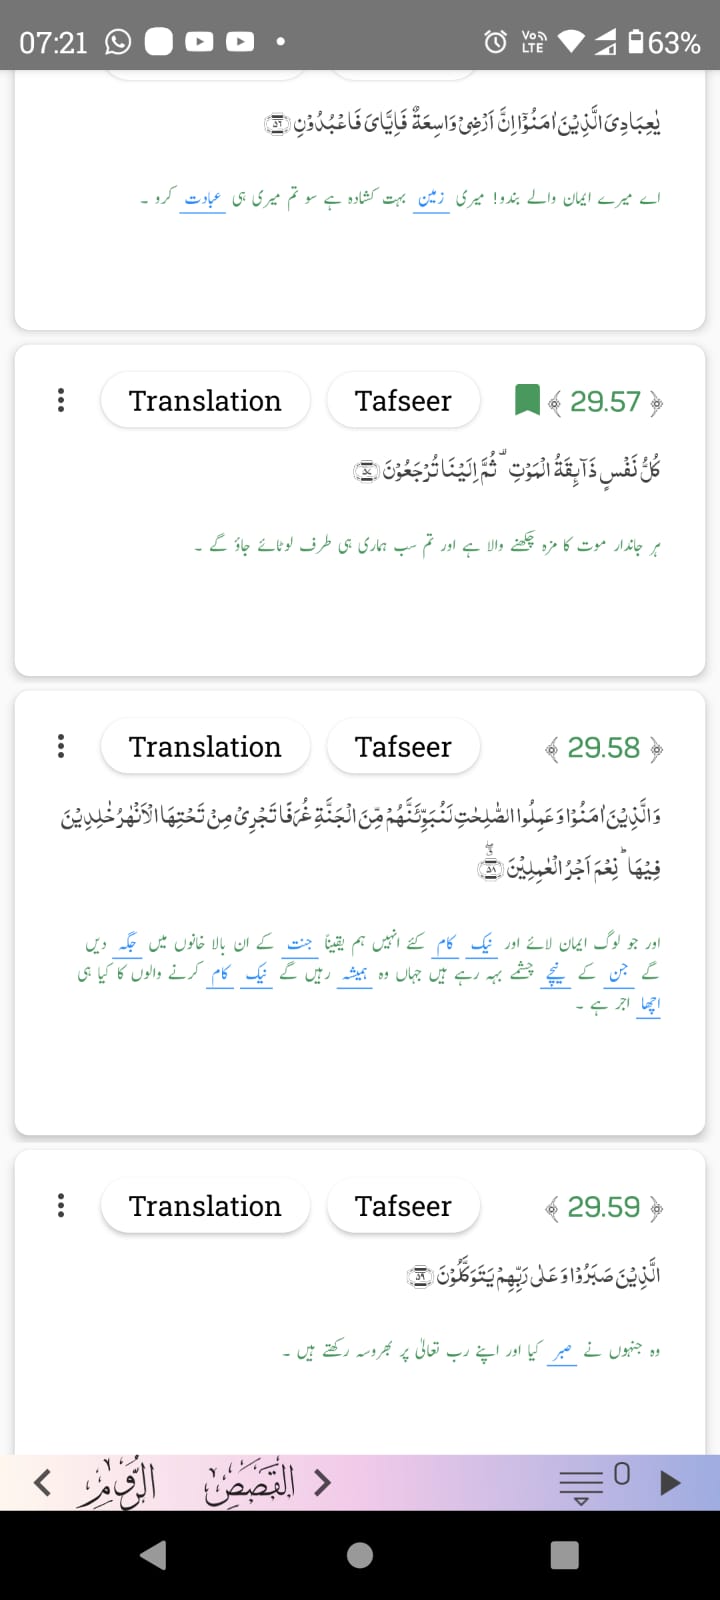 07:21 VoLTE 63%
يٰعِبَادِيَ الَّذِيْنَ اٰمَنُوْۤا اِنَّ اَرْضِيْ وَاسِعَةٌ فَاِيَّايَ فَاعْبُدُوْنِ ۝٥٦
اے میرے ایمان والے بندو! میری زمین بہت کشادہ ہے سو تم میری ہی عبادت کرو ۔
Translation Tafseer ﴾ 29.57 ﴿
كُلُّ نَفْسٍ ذَآىِٕقَةُ الْمَوْتِ ۫ ثُمَّ اِلَيْنَا تُرْجَعُوْنَ ۝٥٧
ہر جاندار موت کا مزہ چکھنے والا ہے اور تم سب ہماری ہی طرف لوٹائے جاؤ گے ۔
Translation Tafseer ﴾ 29.58 ﴿
وَالَّذِيْنَ اٰمَنُوْا وَعَمِلُوا الصّٰلِحٰتِ لَنُبَوِّئَنَّهُمْ مِّنَ الْجَنَّةِ غُرَفًا تَجْرِيْ مِنْ تَحْتِهَا الْاَنْهٰرُ خٰلِدِيْنَ
فِيْهَا ؕ نِعْمَ اَجْرُ الْعٰمِلِيْنَ ۝٥٨
اور جو لوگ ایمان لائے اور نیک کام کئے انہیں ہم یقیناً جنت کے ان بالا خانوں میں جگہ دیں
گے جن کے نیچے چشمے بہہ رہے ہیں جہاں وہ ہمیشہ رہیں گے نیک کام کرنے والوں کا کیا ہی
اچھا اجر ہے ۔
Translation Tafseer ﴾ 29.59 ﴿
الَّذِيْنَ صَبَرُوْا وَعَلٰى رَبِّهِمْ يَتَوَكَّلُوْنَ ۝٥٩
وہ جنہوں نے صبر کیا اور اپنے رب تعالیٰ پر بھروسہ رکھتے ہیں ۔
الرُّوْم القَصَص 0